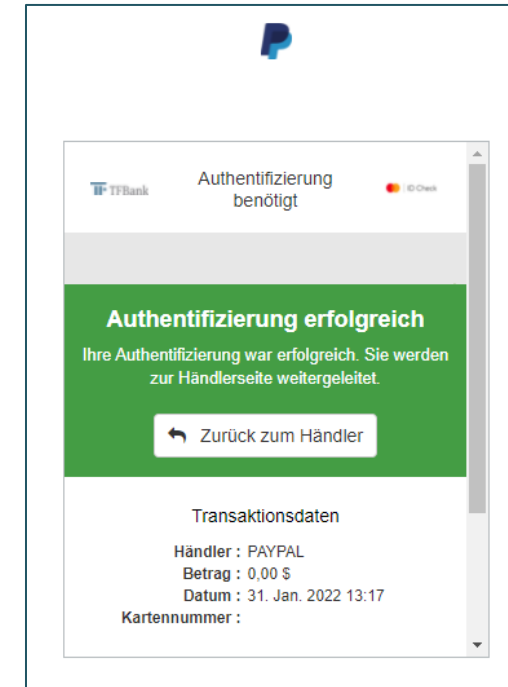 TFBank
Authentifizierung
benötigt
ID Check
Authentifizierung erfolgreich
Ihre Authentifizierung war erfolgreich. Sie werden
zur Händlerseite weitergeleitet.
Zurück zum Händler
Transaktionsdaten
Händler : PAYPAL
Betrag : 0,00 $
Datum : 31. Jan. 2022 13:17
Kartennummer :